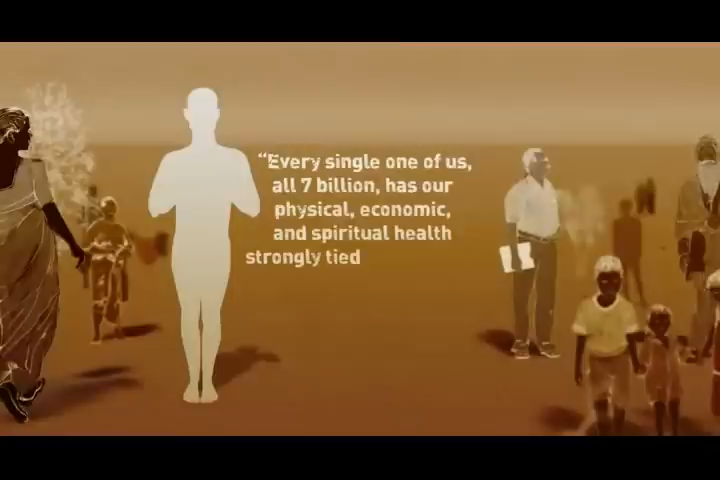 “Every single one of us,
all 7 billion, has our
physical, economic,
and spiritual health
strongly tied